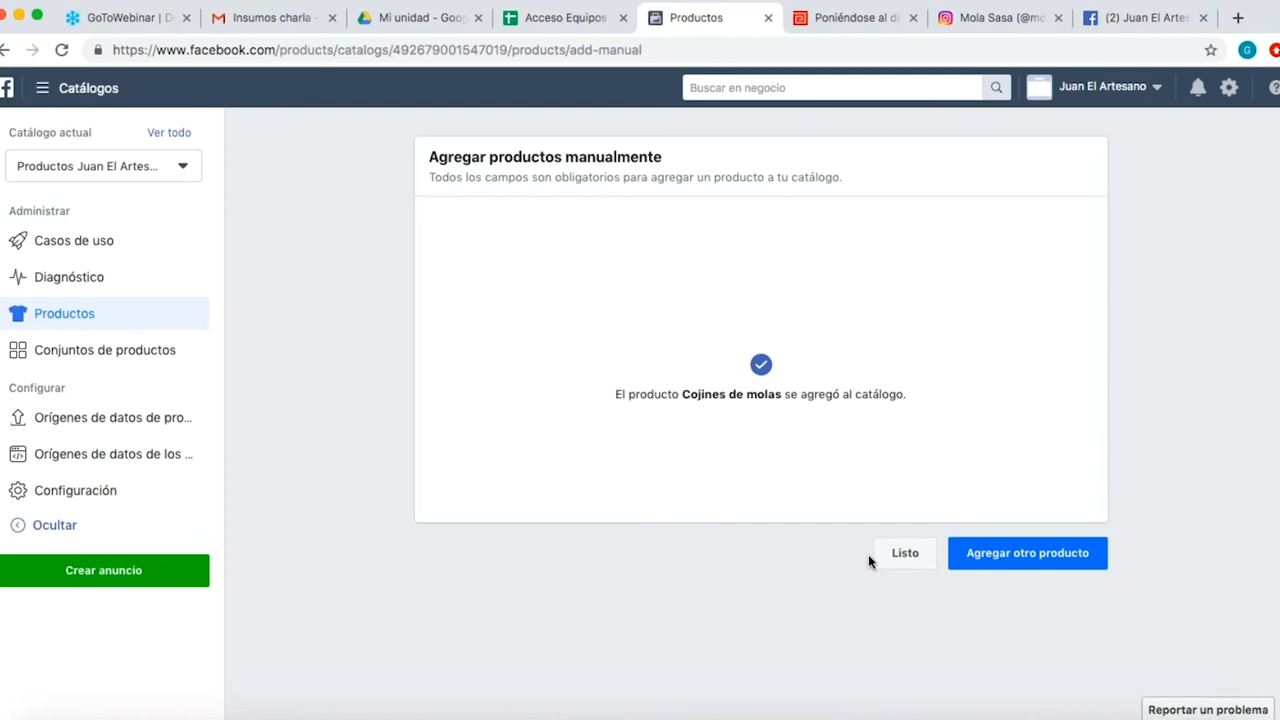 GoToWebinar | D
Insumos charla -
Mi unidad - Goog
Acceso Equipos
Productos
Poniéndose al di
Mola Sasa (@mo
(2) Juan El Artes
https://www.facebook.com/products/catalogs/492679001547019/products/add-manual
G
Catálogos
Buscar en negocio
Juan El Artesano
Catálogo actual
Ver todo
Productos Juan El Artes...
Administrar
Casos de uso
Diagnóstico
Productos
Conjuntos de productos
Configurar
Orígenes de datos de pro...
Orígenes de datos de los ...
Configuración
Ocultar
Crear anuncio
Agregar productos manualmente
Todos los campos son obligatorios para agregar un producto a tu catálogo.
El producto Cojines de molas se agregó al catálogo.
Listo
Agregar otro producto
Reportar un problema